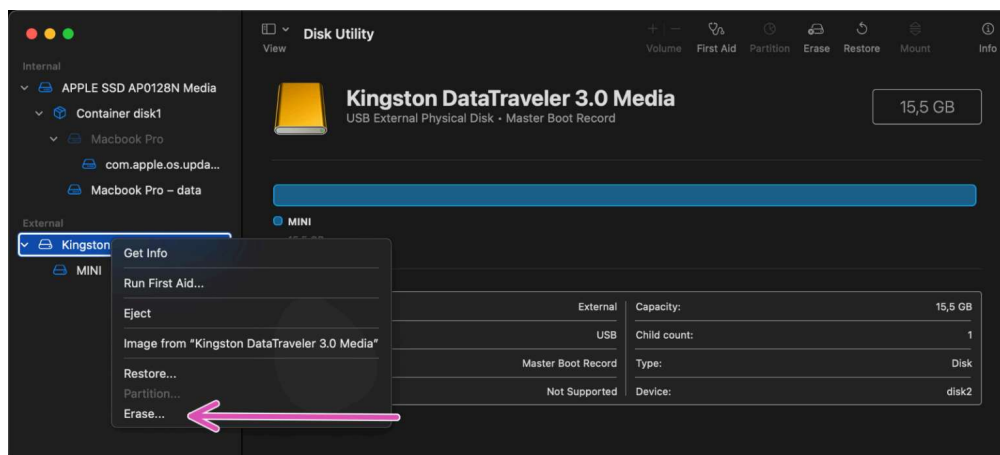 Disk Utility
View
Volume
First Aid
Partition
Erase
Restore
Mount
Info
Internal
APPLE SSD AP0128N Media
Container disk1
Macbook Pro
com.apple.os.upda...
Macbook Pro – data
External
Kingston
MINI
Kingston DataTraveler 3.0 Media
USB External Physical Disk • Master Boot Record
15,5 GB
MINI
15,5 GB
Get Info
Run First Aid...
Eject
Image from “Kingston DataTraveler 3.0 Media”
Restore...
Partition...
Erase...
External
USB
Master Boot Record
Not Supported
Capacity: 15,5 GB
Child count: 1
Type: Disk
Device: disk2